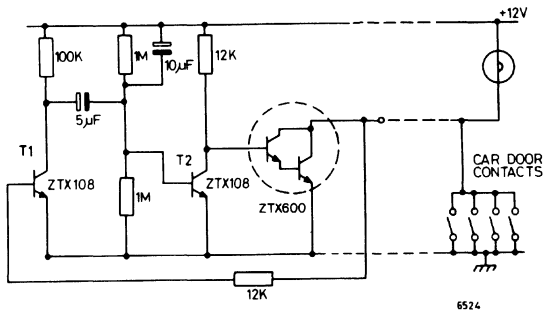 +12V
100K
1M
10µF
12K
5µF
T1
ZTX108
T2
ZTX108
1M
ZTX600
CAR DOOR
CONTACTS
12K
6524